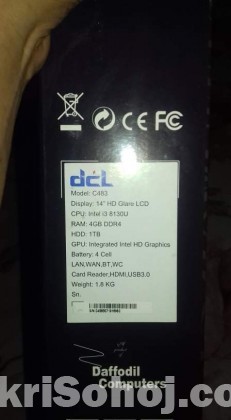 CE FC
dcl
Model: C483
Display: 14" HD Glare LCD
CPU: Intel i3 8130U
RAM: 4GB DDR4
HDD: 1TB
GPU: Integrated Intel HD Graphics
Battery: 4 Cell
LAN,WAN,BT,WC
Card Reader,HDMI,USB3.0
Weight: 1.8 KG
Sn.
Daffodil
Computers
kriSonoj.com